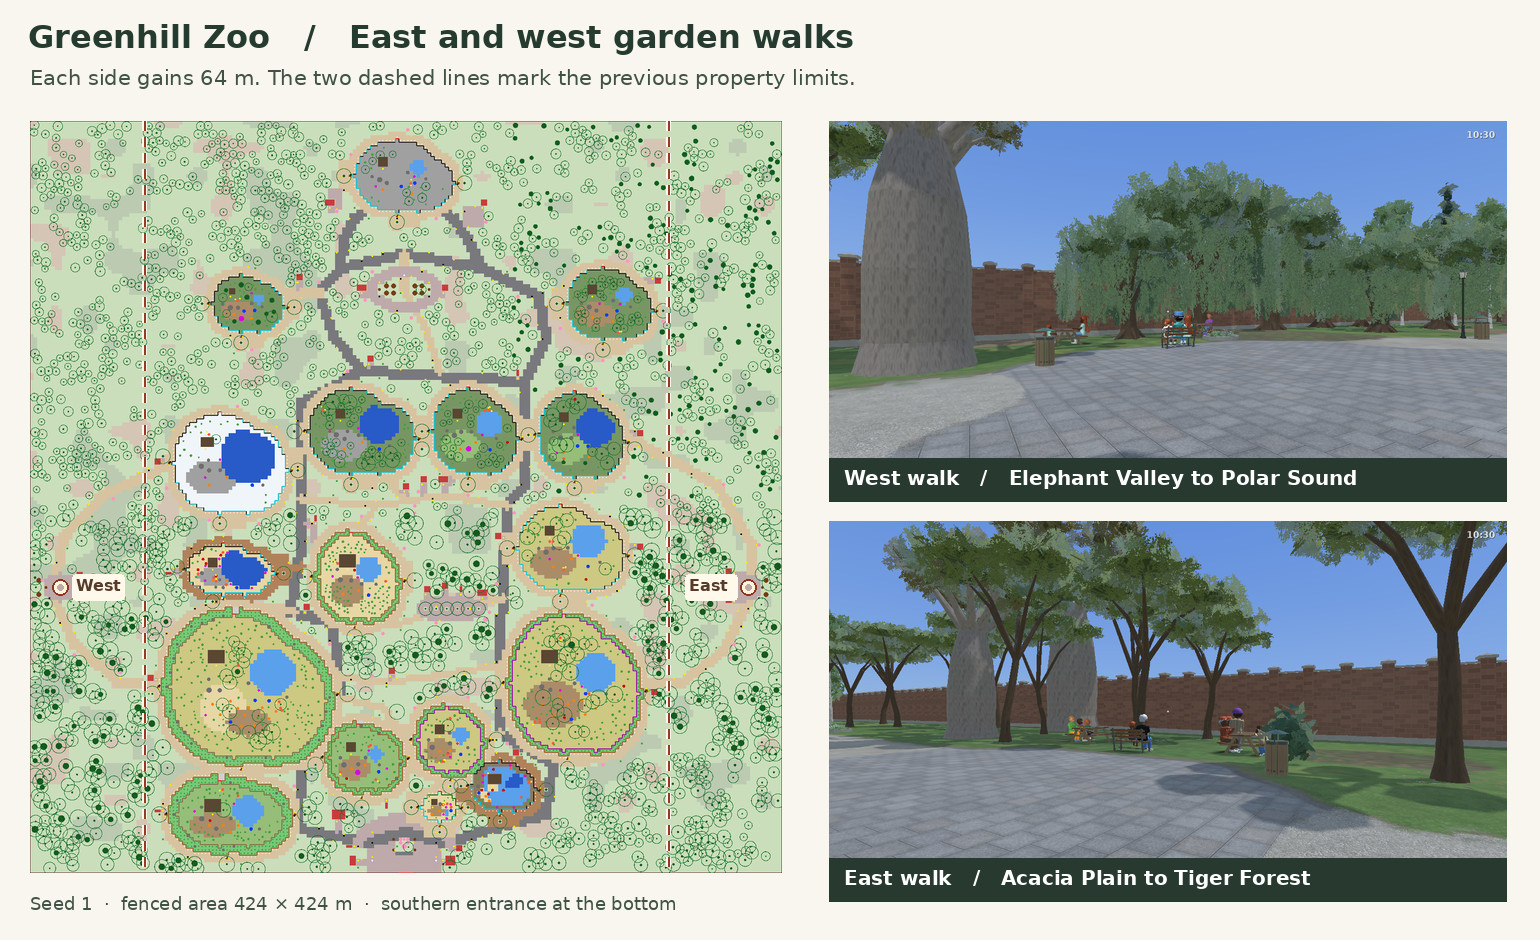 Greenhill Zoo / East and west garden walks
Each side gains 64 m. The two dashed lines mark the previous property limits.
West
East
Seed 1 · fenced area 424 × 424 m · southern entrance at the bottom
10:30
West walk / Elephant Valley to Polar Sound
10:30
East walk / Acacia Plain to Tiger Forest